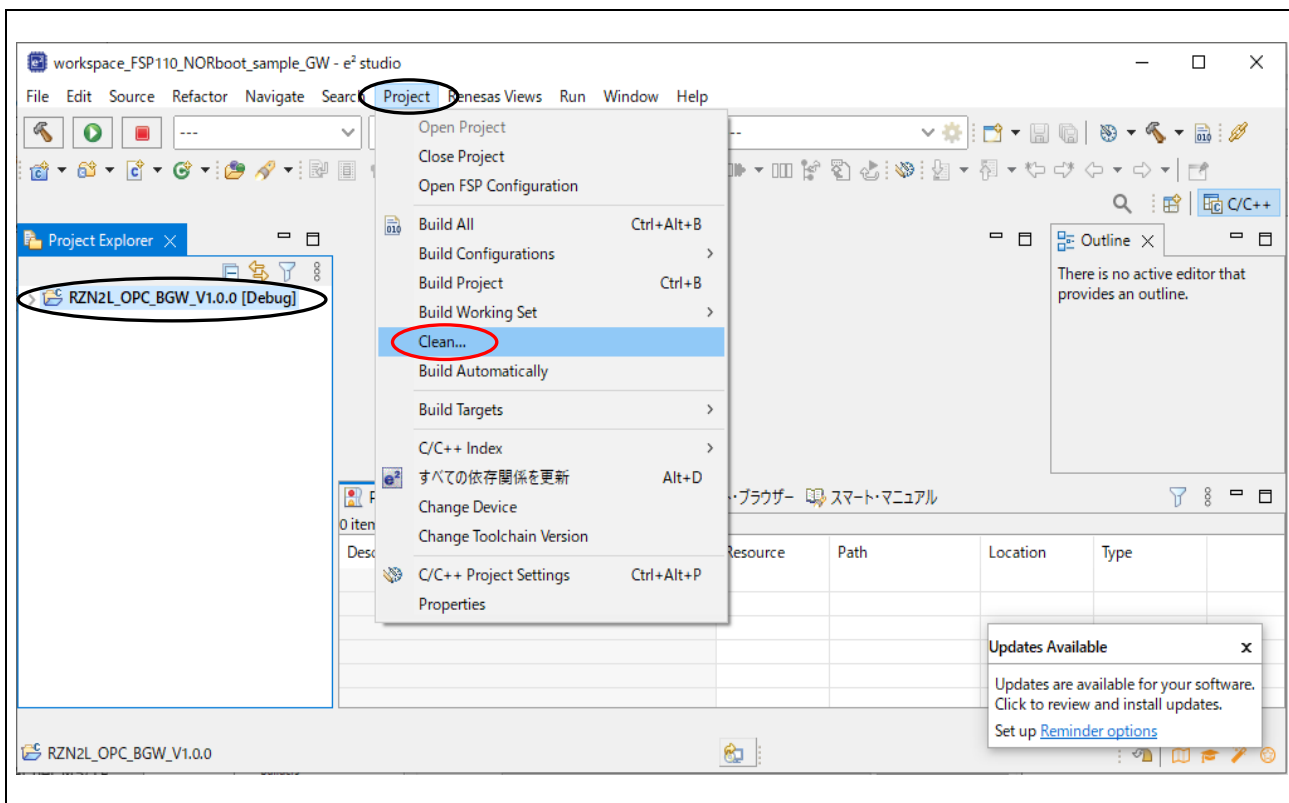 workspace_FSP110_NORboot_sample_GW - e² studio
File Edit Source Refactor Navigate Search Project Renesas Views Run Window Help
---
Open Project
Close Project
Open FSP Configuration
C/C++
Build All Ctrl+Alt+B
Build Configurations
Build Project Ctrl+B
Build Working Set
Clean...
Build Automatically
Build Targets
C/C++ Index
すべての依存関係を更新 Alt+D
Change Device
Change Toolchain Version
C/C++ Project Settings Ctrl+Alt+P
Properties
Project Explorer
RZN2L_OPC_BGW_V1.0.0 [Debug]
Outline
There is no active editor that
provides an outline.
ブラウザー スマート・マニュアル
0 item
Resource Path Location Type
Updates Available x
Updates are available for your software.
Click to review and install updates.
Set up Reminder options
RZN2L_OPC_BGW_V1.0.0